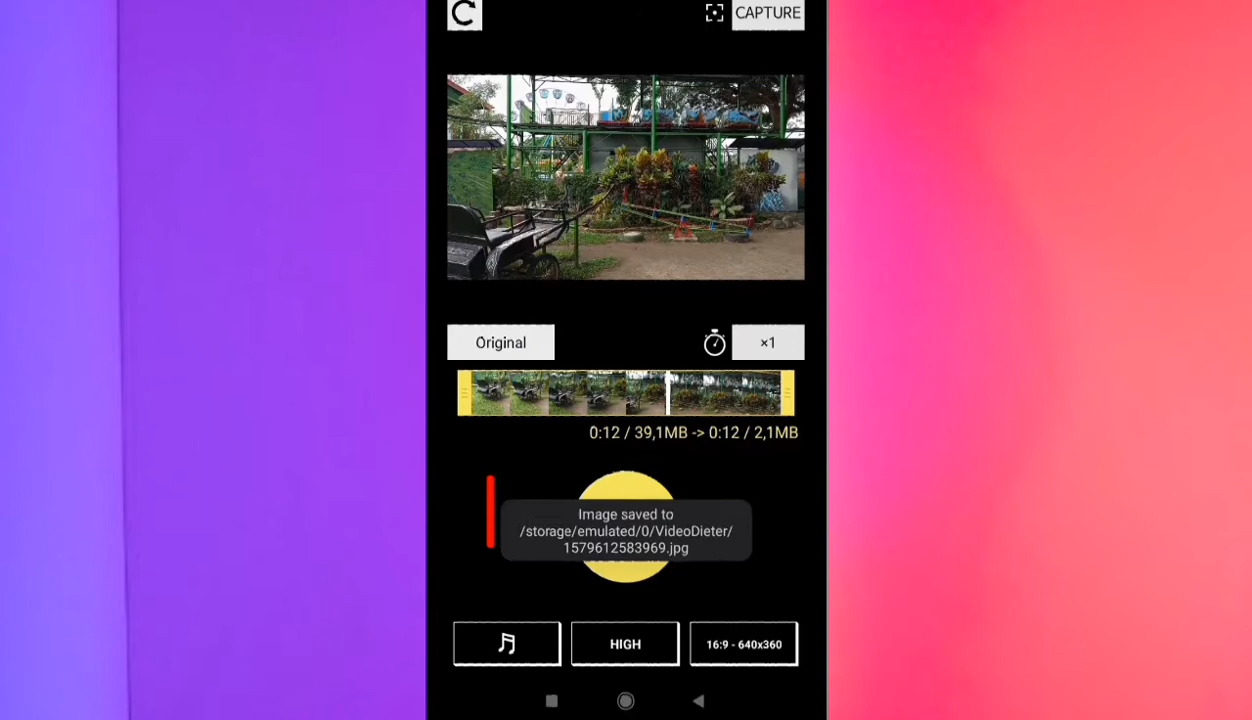 CAPTURE
Original
×1
0:12 / 39,1MB -> 0:12 / 2,1MB
Image saved to
/storage/emulated/0/VideoDieter/
1579612583969.jpg
HIGH
16:9 - 640x360